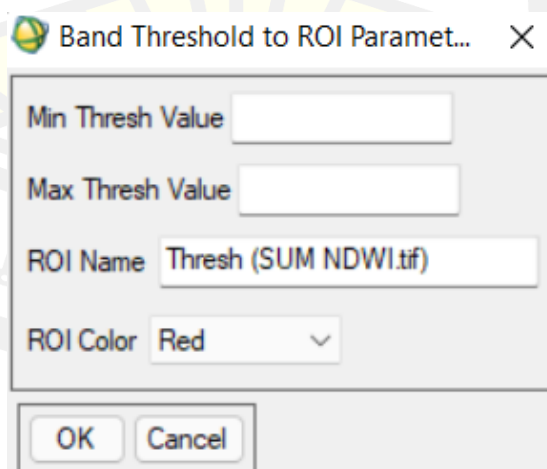 Band Threshold to ROI Paramet...
Min Thresh Value
Max Thresh Value
ROI Name Thresh (SUM NDWI.tif)
ROI Color Red
OK Cancel